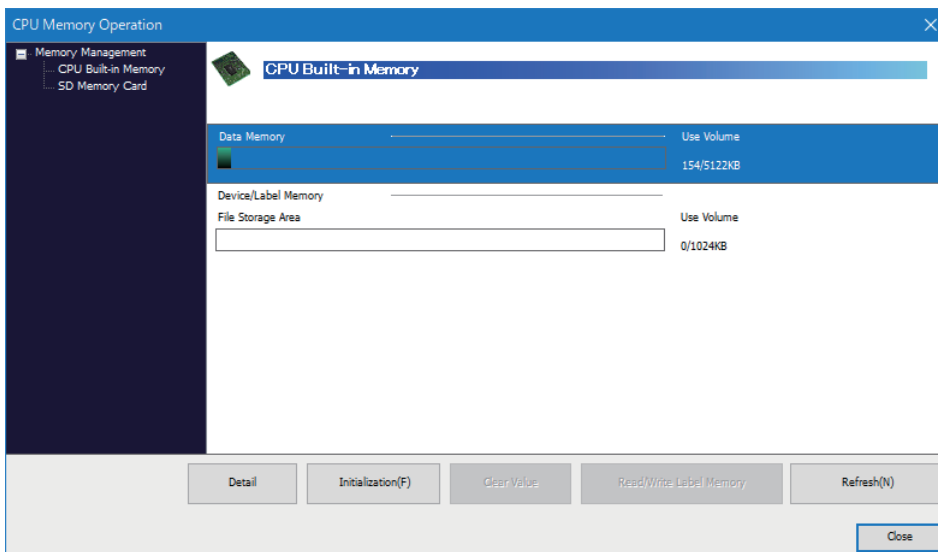 CPU Memory Operation
Memory Management
CPU Built-in Memory
SD Memory Card
CPU Built-in Memory
Data Memory Use Volume
154/5122KB
Device/Label Memory
File Storage Area Use Volume
0/1024KB
Detail Initialization(F) Clear Value Read/Write Label Memory Refresh(N)
Close